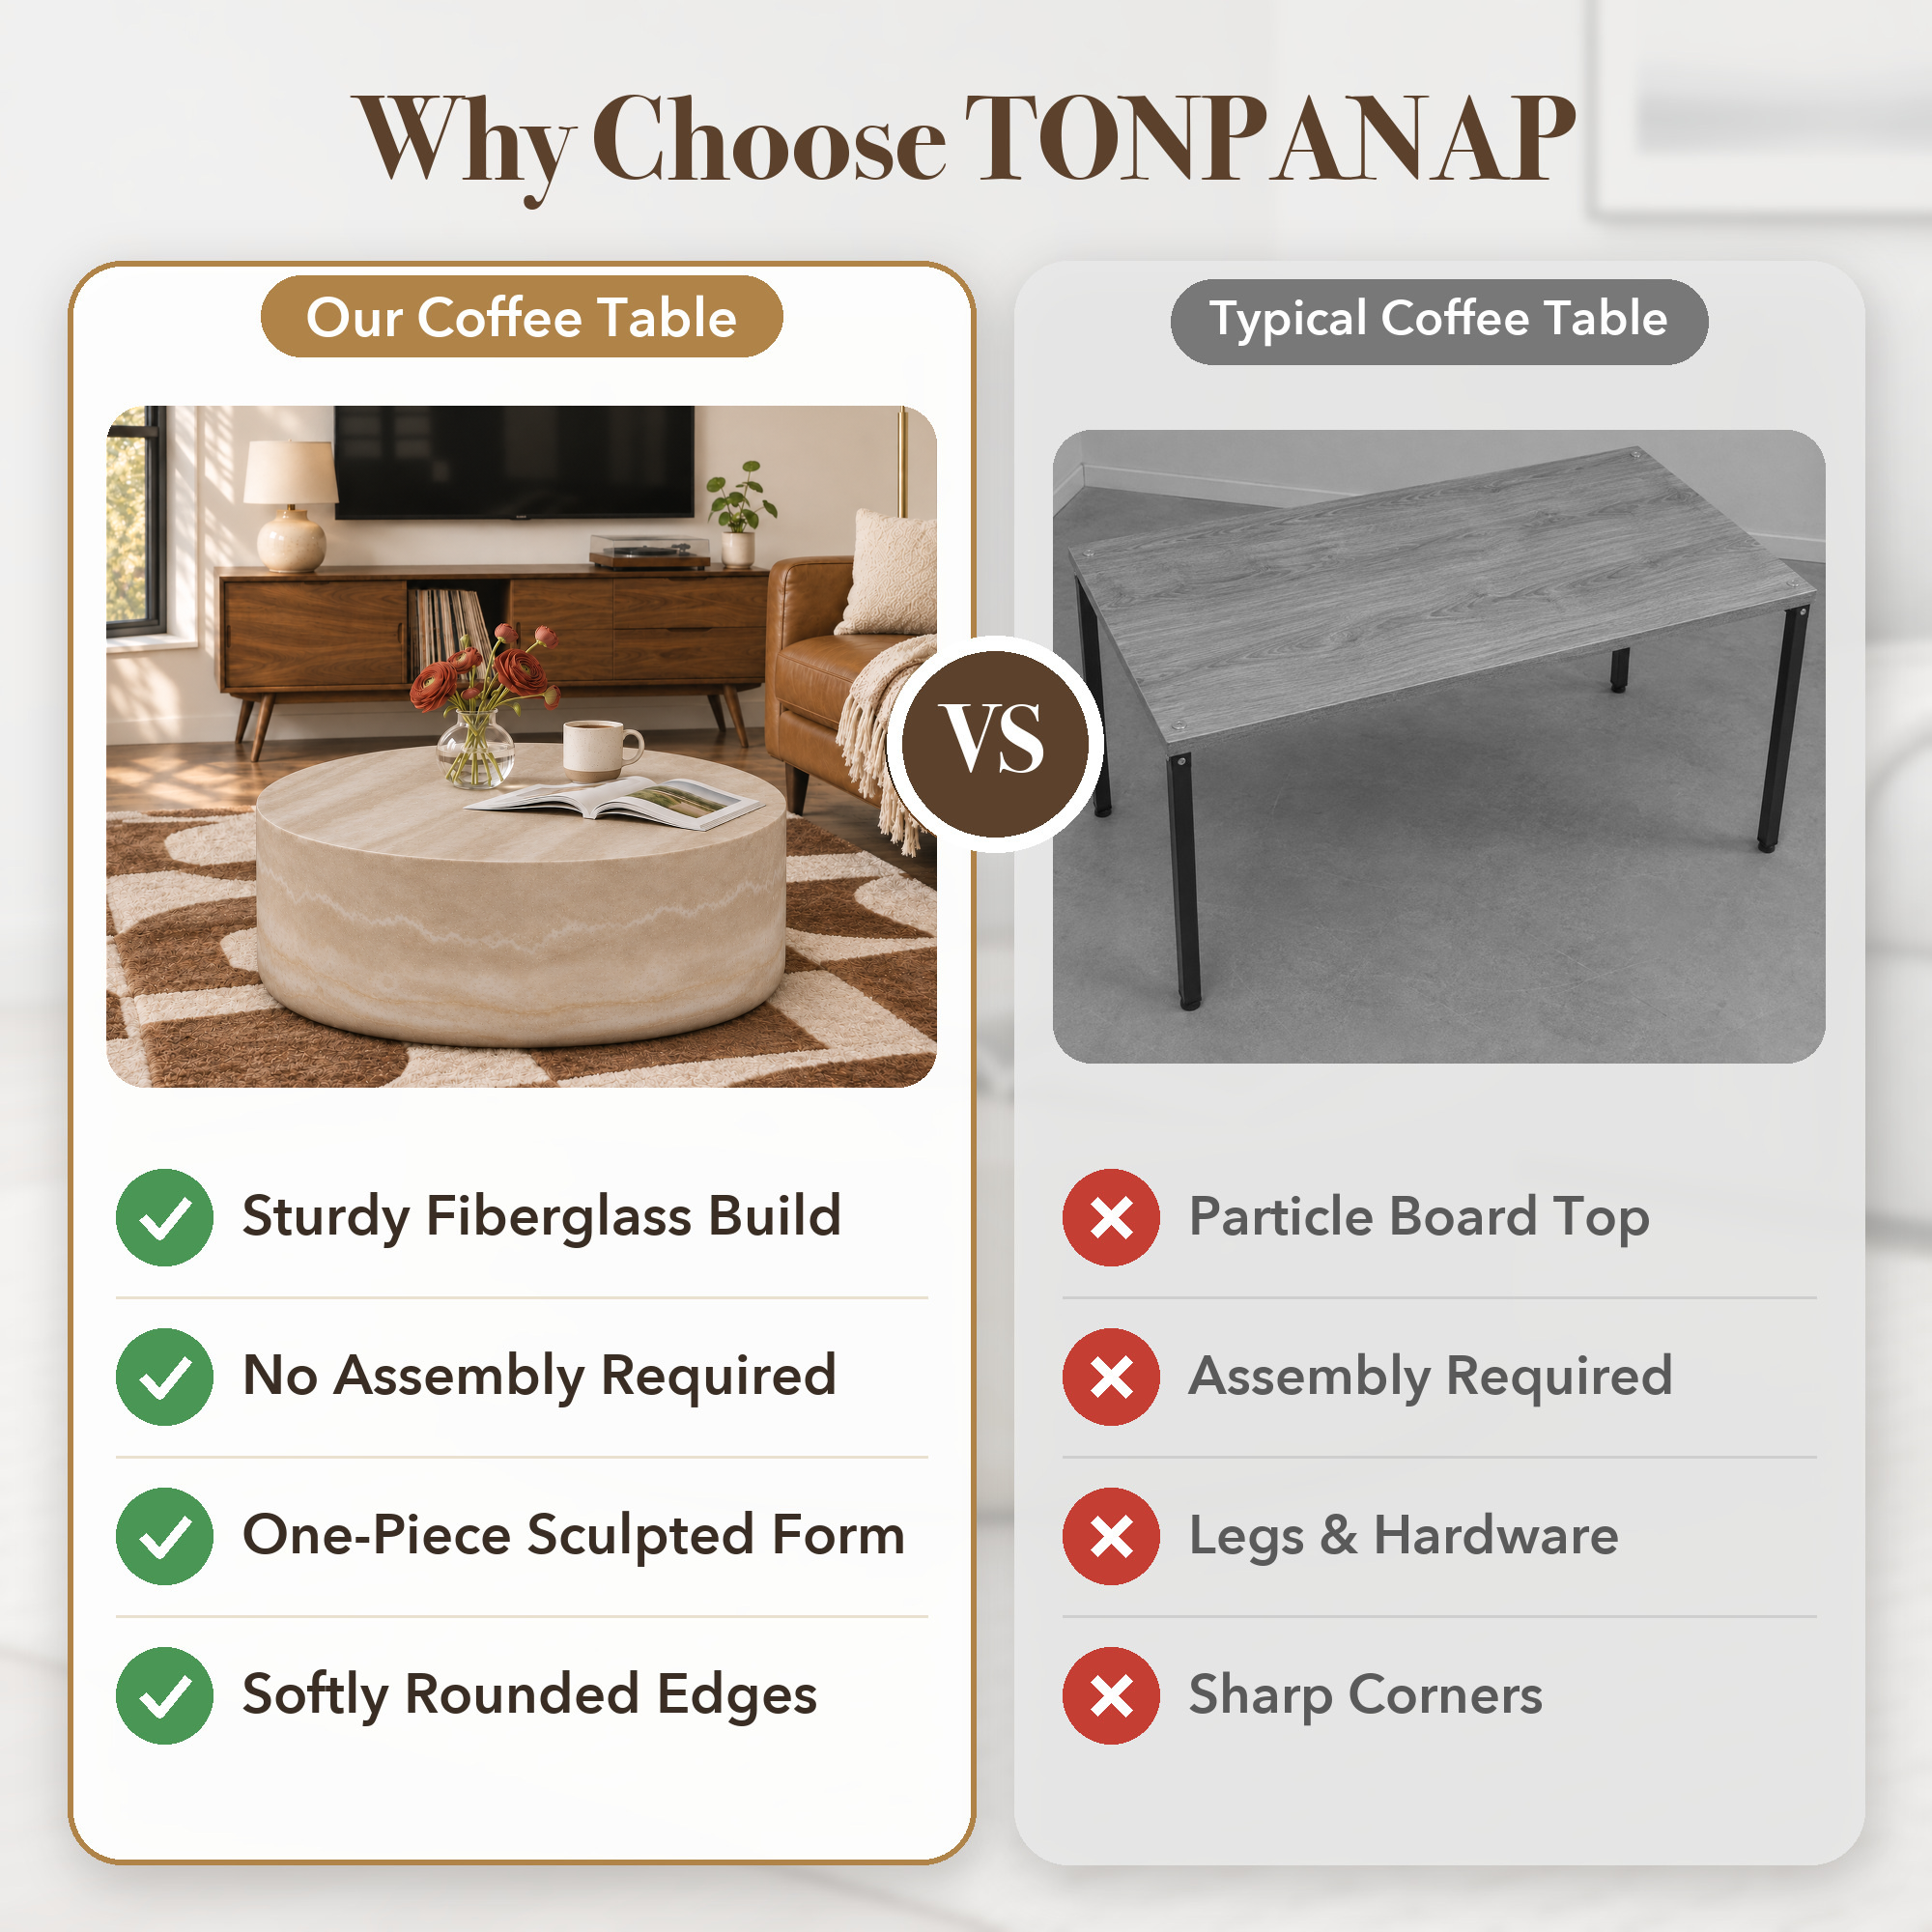 Why Choose TONPANAP
Our Coffee Table
Typical Coffee Table
VS
Sturdy Fiberglass Build
Particle Board Top
No Assembly Required
Assembly Required
One-Piece Sculpted Form
Legs & Hardware
Softly Rounded Edges
Sharp Corners